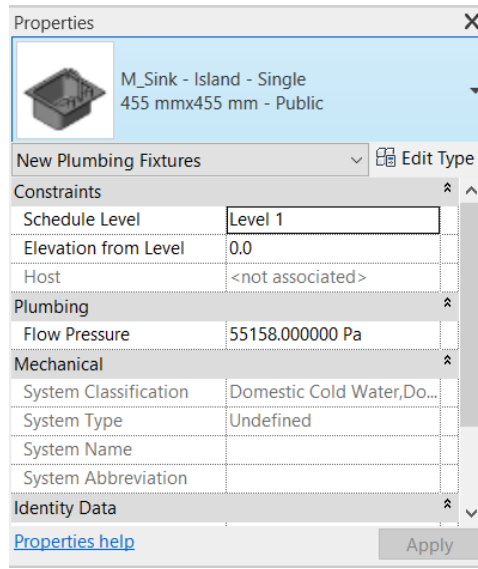 Properties
M_Sink - Island - Single
455 mmx455 mm - Public
New Plumbing Fixtures Edit Type
Constraints
Schedule Level Level 1
Elevation from Level 0.0
Host <not associated>
Plumbing
Flow Pressure 55158.000000 Pa
Mechanical
System Classification Domestic Cold Water,Do...
System Type Undefined
System Name
System Abbreviation
Identity Data
Properties help Apply